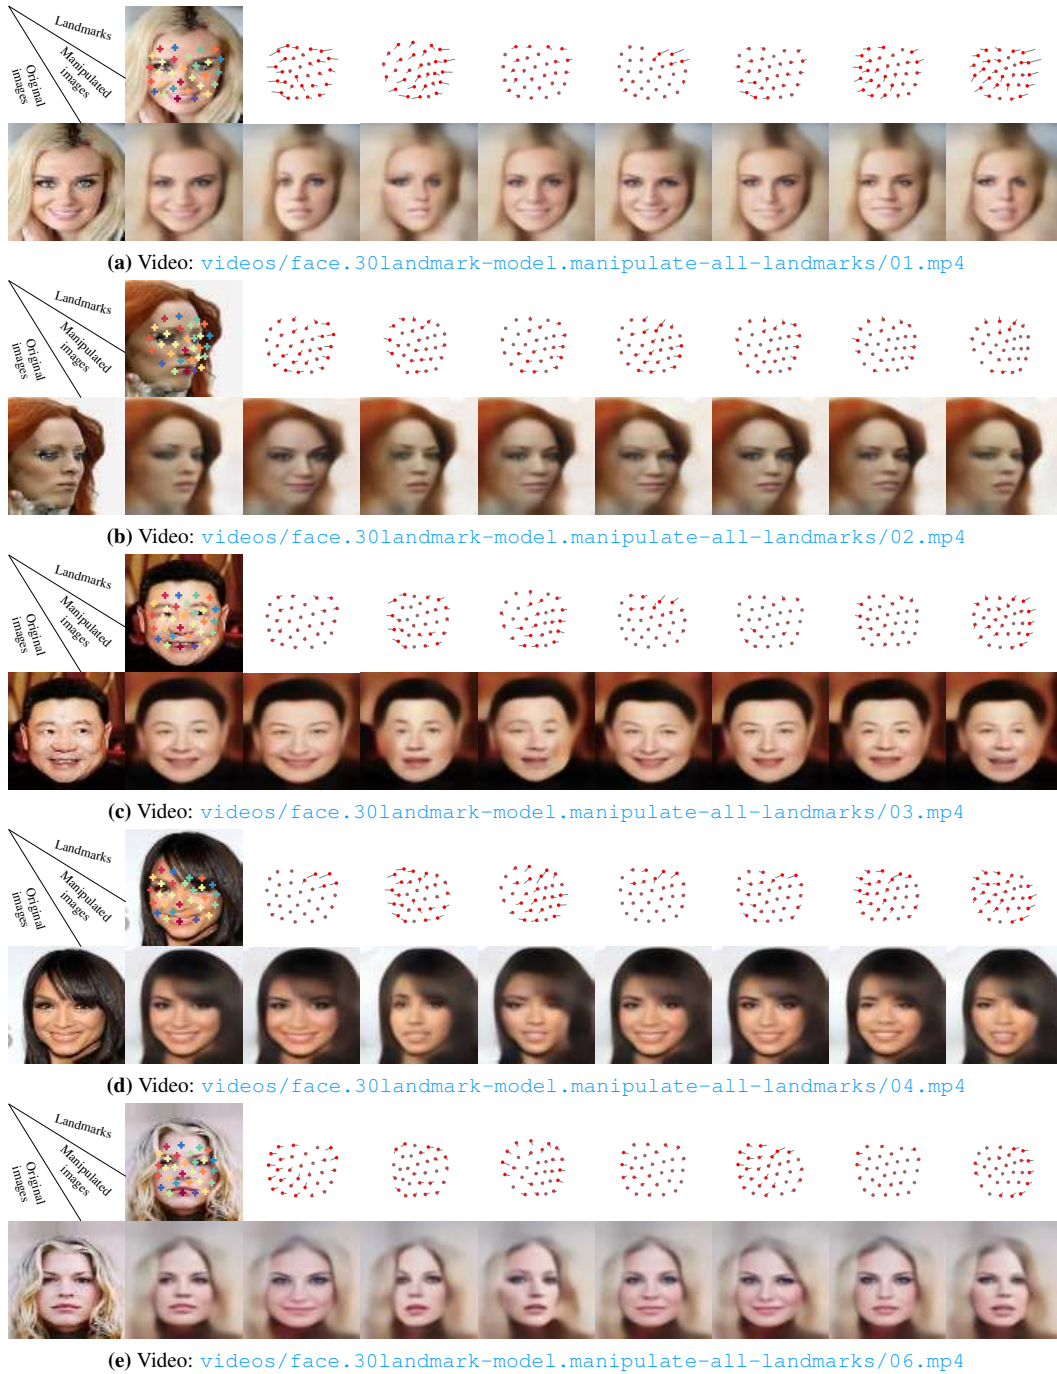 Landmarks
Manipulated
images
Original
images
(a) Video: videos/face.30landmark-model.manipulate-all-landmarks/01.mp4
Landmarks
Manipulated
images
Original
images
(b) Video: videos/face.30landmark-model.manipulate-all-landmarks/02.mp4
Landmarks
Manipulated
images
Original
images
(c) Video: videos/face.30landmark-model.manipulate-all-landmarks/03.mp4
Landmarks
Manipulated
images
Original
images
(d) Video: videos/face.30landmark-model.manipulate-all-landmarks/04.mp4
Landmarks
Manipulated
images
Original
images
(e) Video: videos/face.30landmark-model.manipulate-all-landmarks/06.mp4